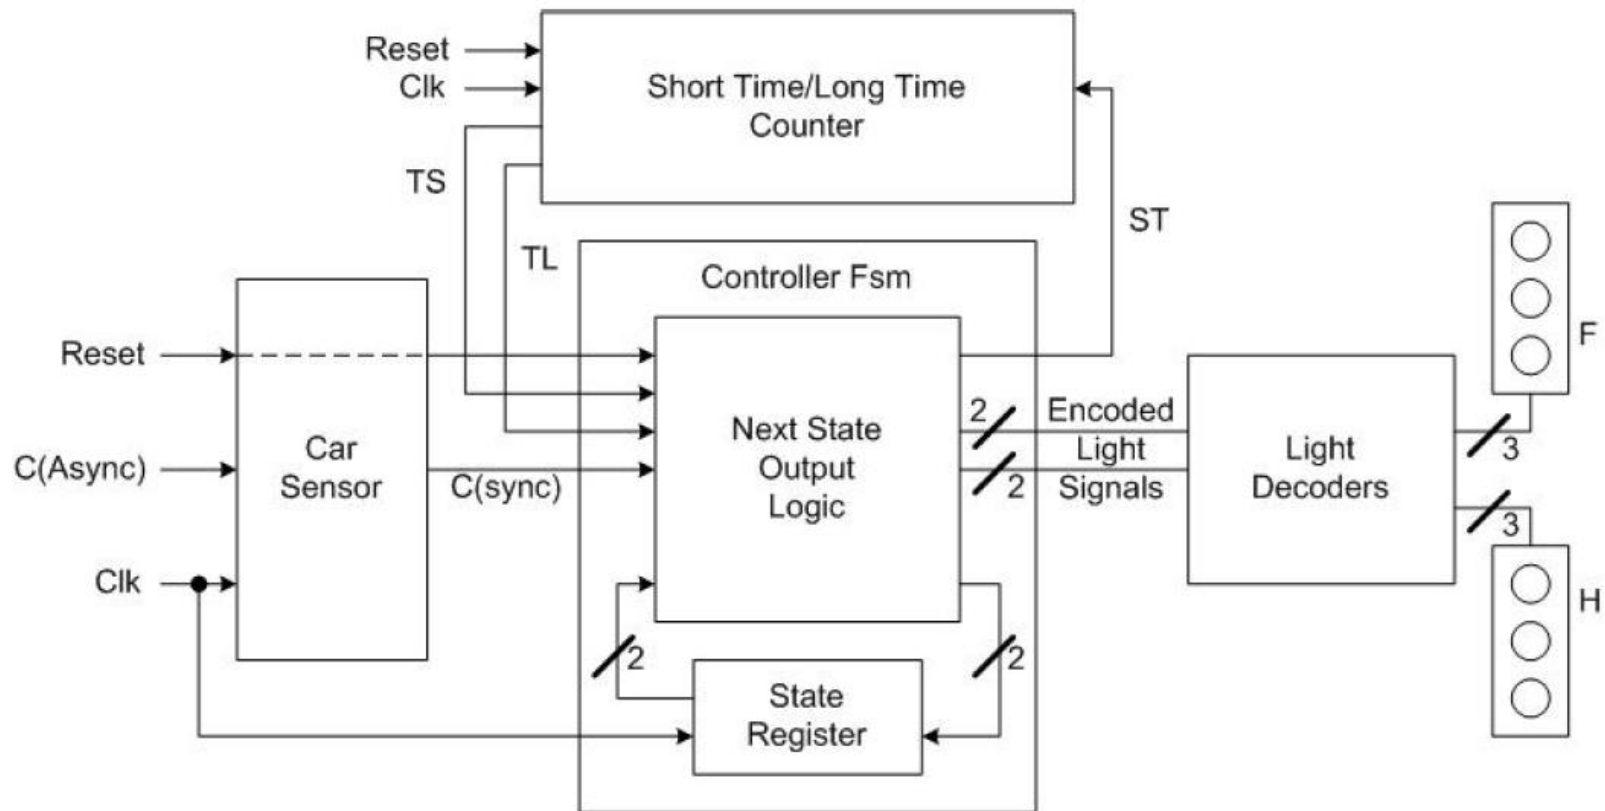 Reset
Clk
Short Time/Long Time
Counter
TS
TL
ST
Controller Fsm
Reset
C(Async)
Clk
Car
Sensor
C(sync)
Next State
Output
Logic
2
2
Encoded
Light
Signals
Light
Decoders
3
3
F
H
2
2
State
Register